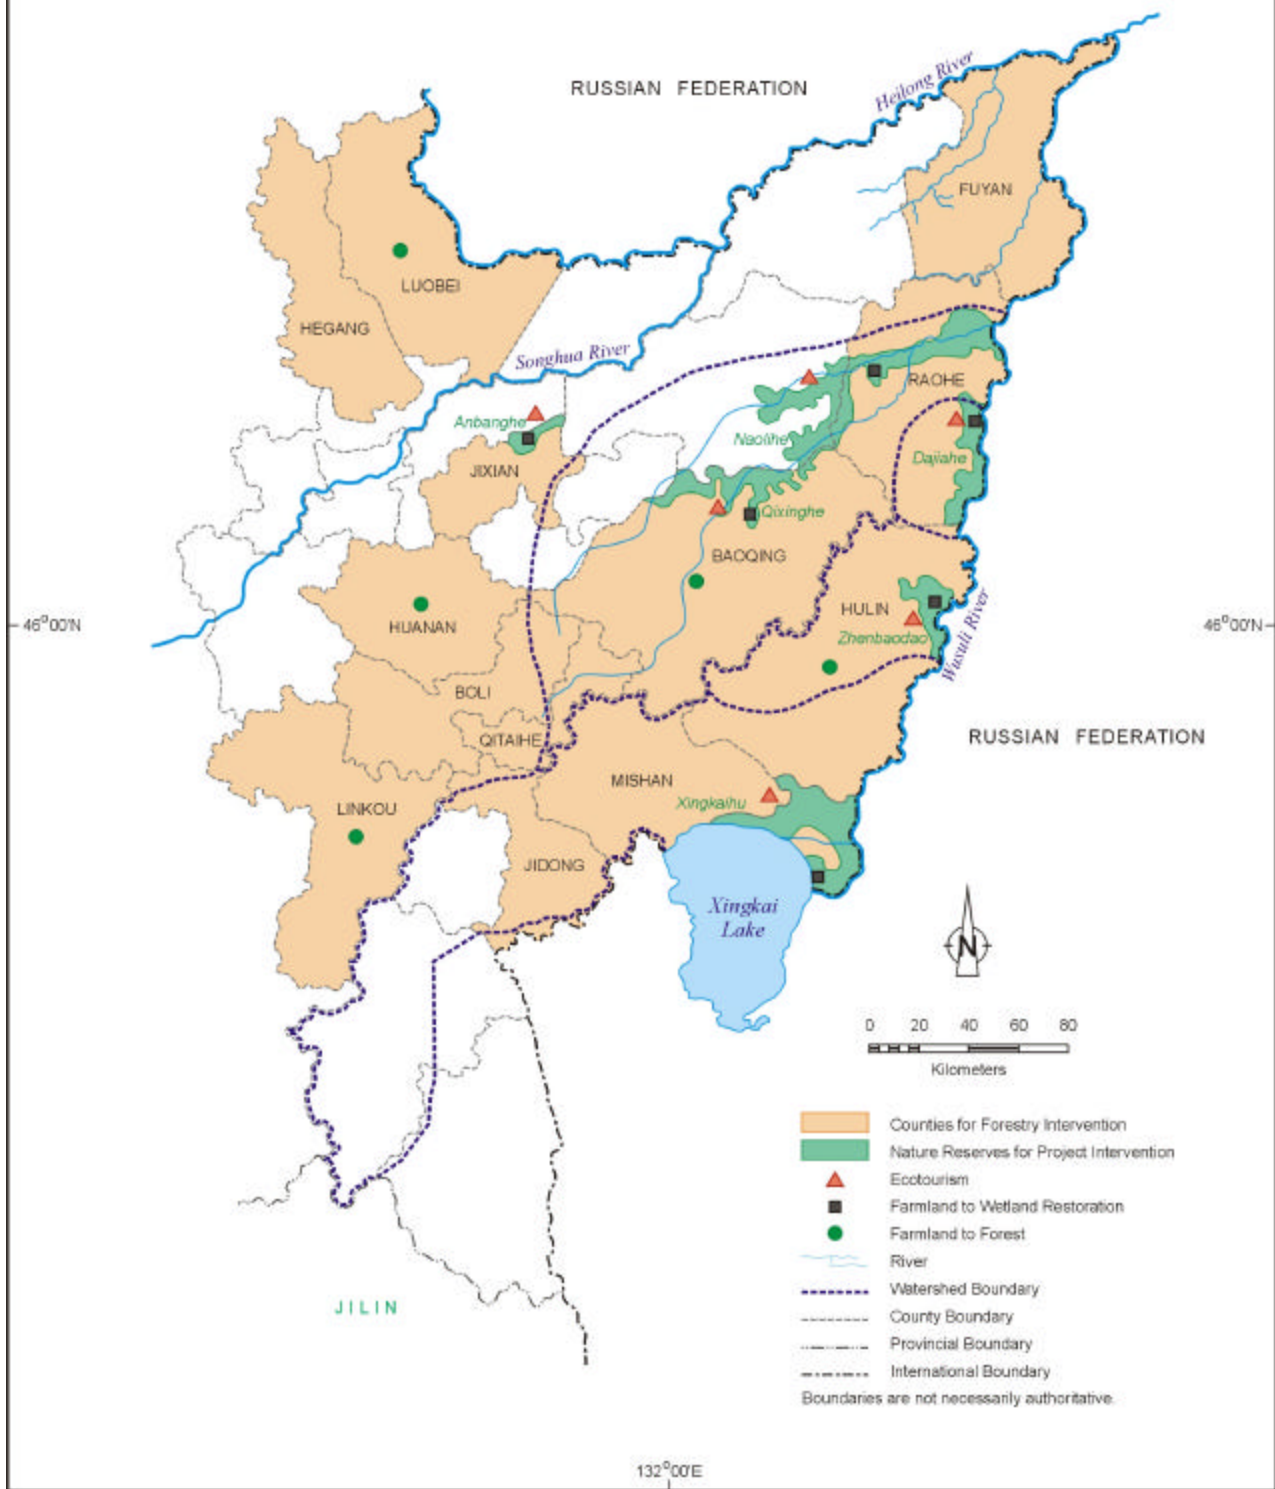 RUSSIAN FEDERATION
Heilong River
FUYAN
LUOBEI
HEGANG
Songhua River
RAOHE
Anbanghe
Naolihe
Dajiahe
JIXIAN
Qixinghe
BAOQING
HULIN
46°00'N
46°00'N
HUANAN
Zhenbaodao
Wusuli River
BOLI
QITAIHE
RUSSIAN FEDERATION
MISHAN
Xingkaihu
LINKOU
JIDONG
Xingkai
Lake
N
0 20 40 60 80
Kilometers
Counties for Forestry Intervention
Nature Reserves for Project Intervention
Ecotourism
Farmland to Wetland Restoration
Farmland to Forest
River
Watershed Boundary
JILIN
County Boundary
Provincial Boundary
International Boundary
Boundaries are not necessarily authoritative.
132°00'E